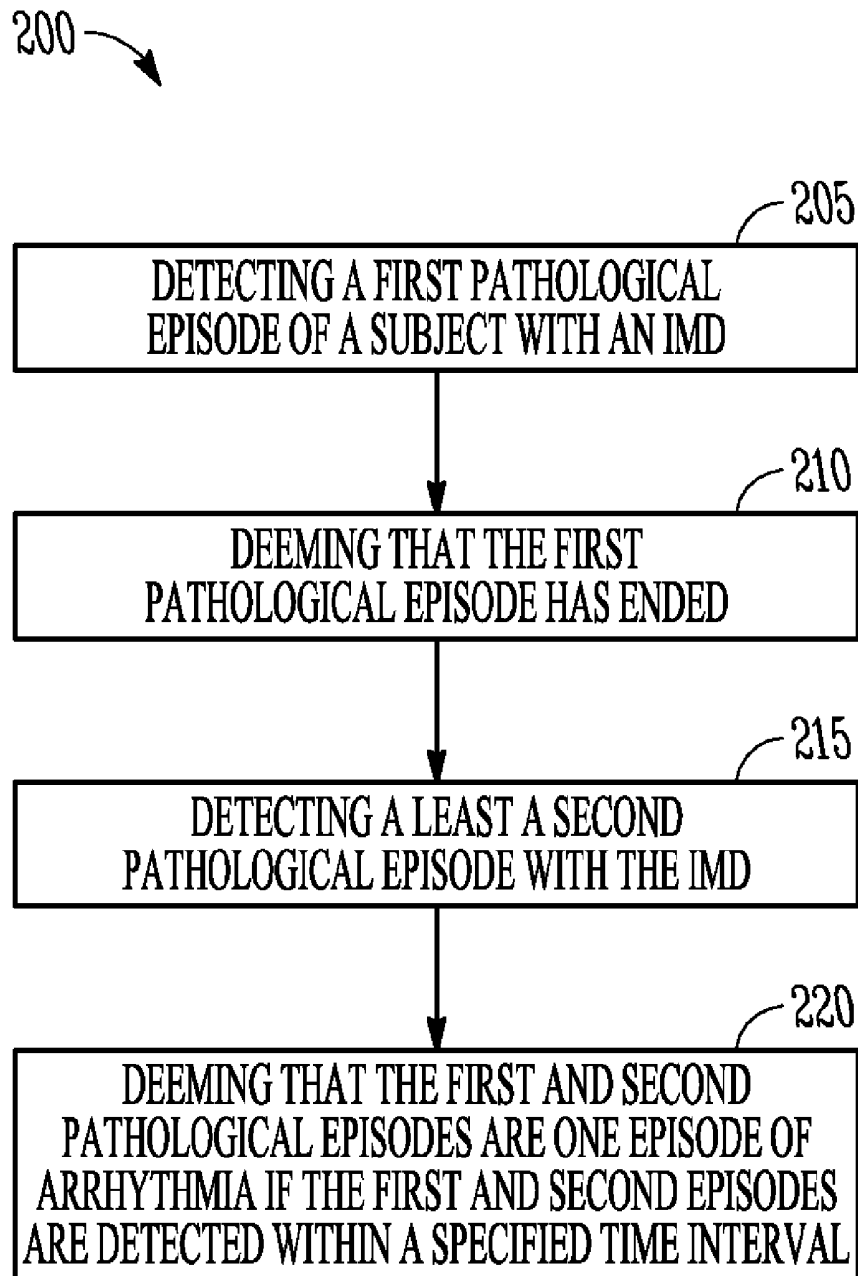 200
205
DETECTING A FIRST PATHOLOGICAL
EPISODE OF A SUBJECT WITH AN IMD
210
DEEMING THAT THE FIRST
PATHOLOGICAL EPISODE HAS ENDED
215
DETECTING A LEAST A SECOND
PATHOLOGICAL EPISODE WITH THE IMD
220
DEEMING THAT THE FIRST AND SECOND
PATHOLOGICAL EPISODES ARE ONE EPISODE OF
ARRHYTHMIA IF THE FIRST AND SECOND EPISODES
ARE DETECTED WITHIN A SPECIFIED TIME INTERVAL